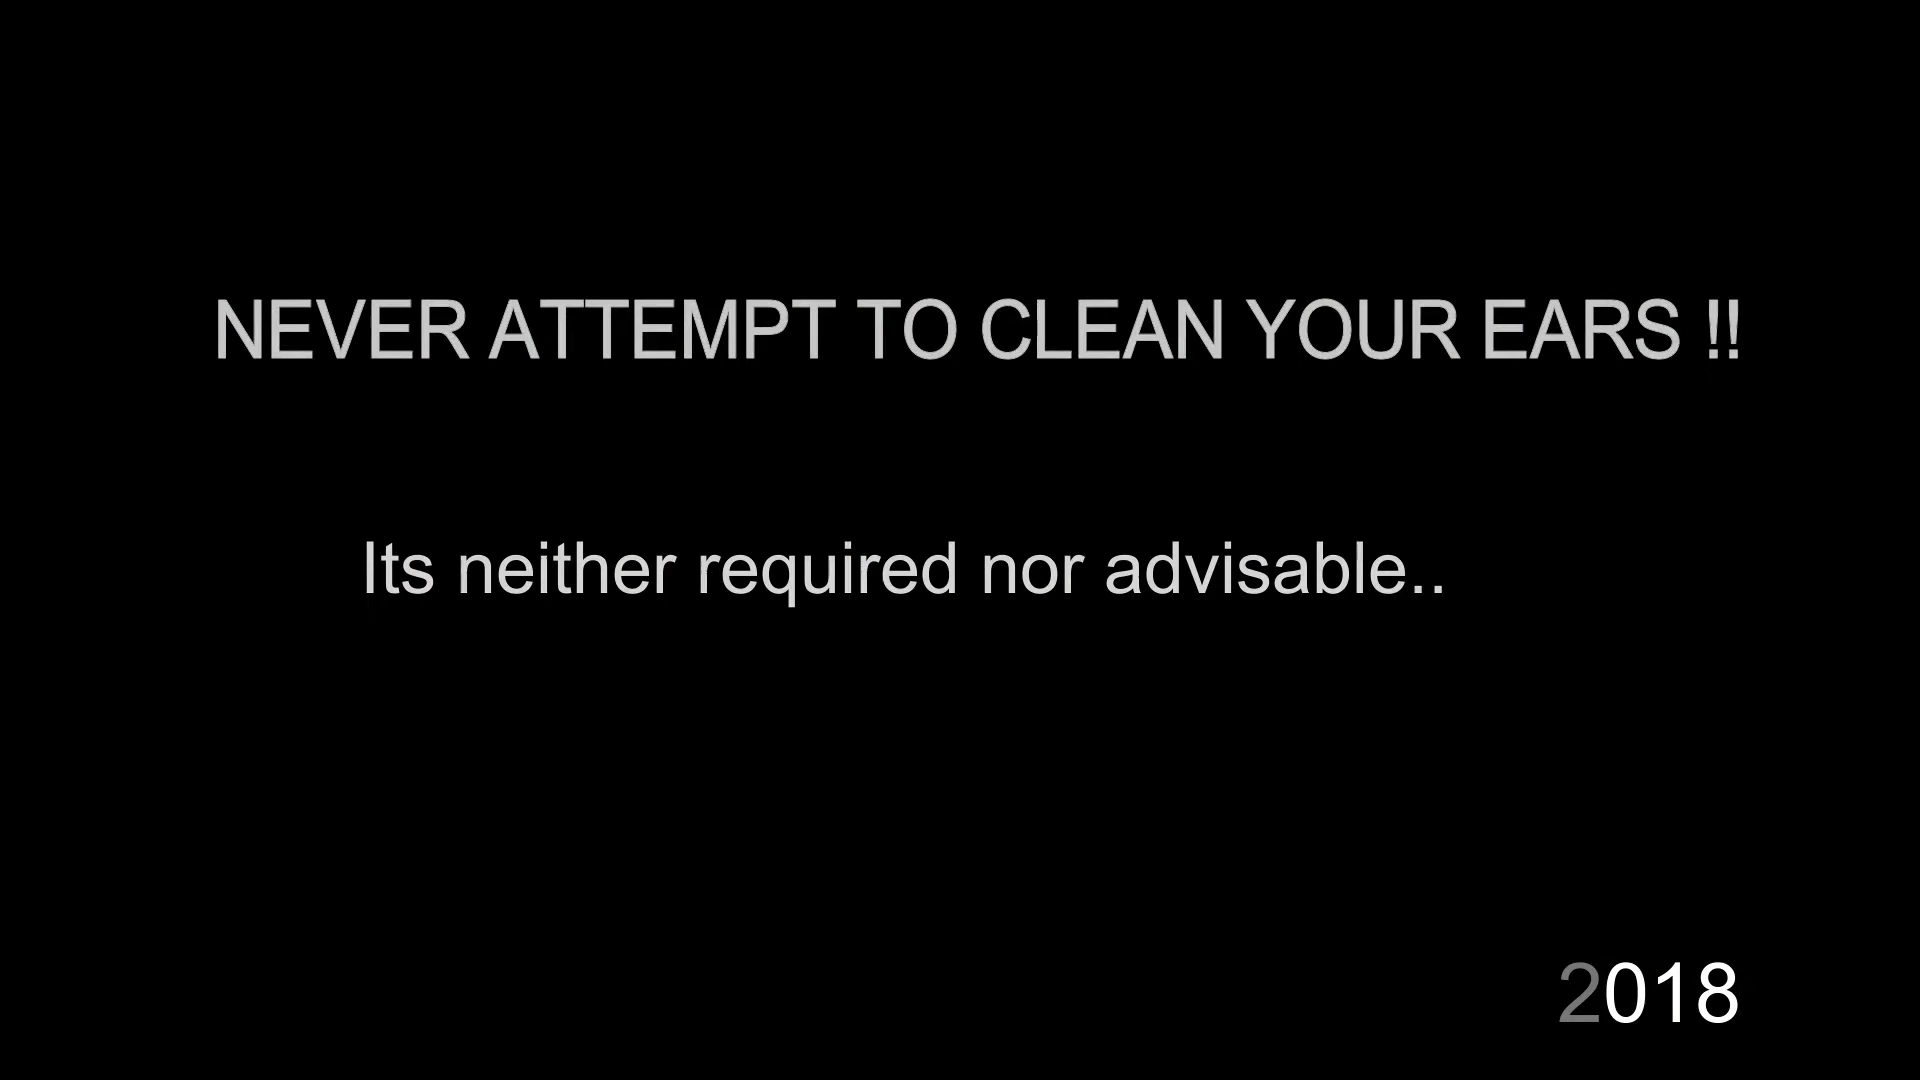 NEVER ATTEMPT TO CLEAN YOUR EARS !!
Its neither required nor advisable..
2018